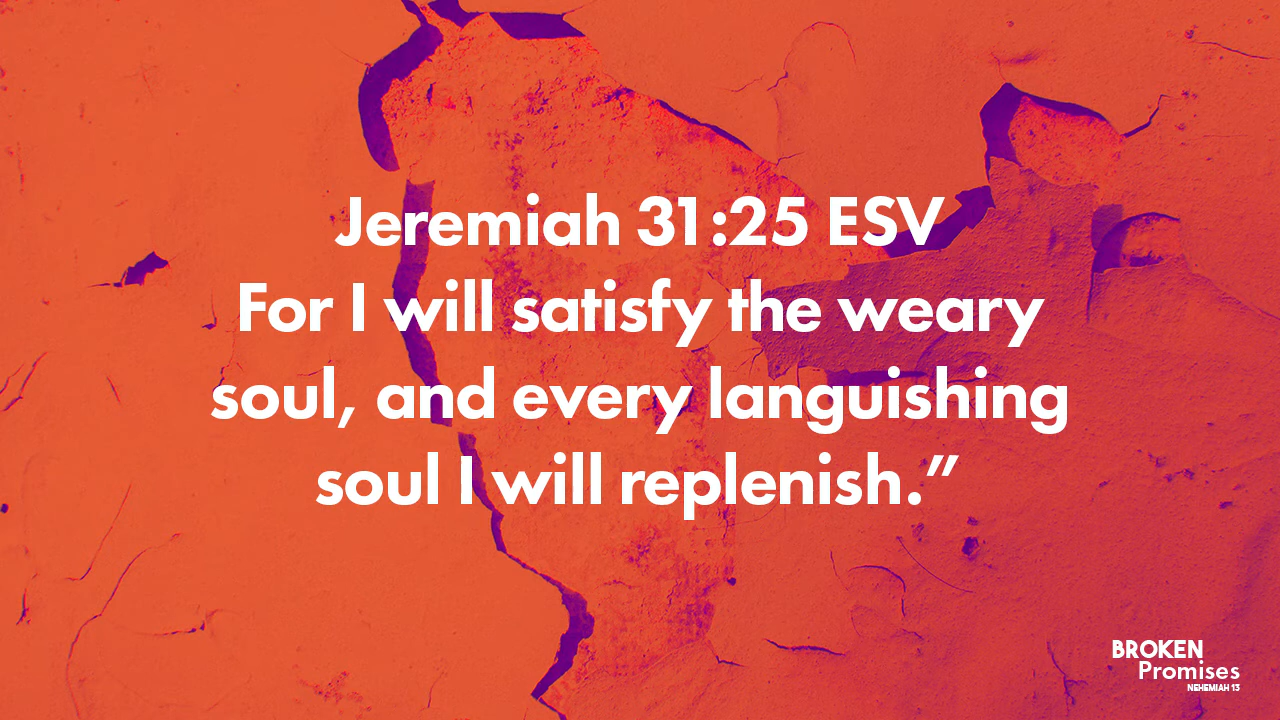 Jeremiah 31:25 ESV
For I will satisfy the weary
soul, and every languishing
soul I will replenish.”
BROKEN
Promises
NEHEMIAH 13